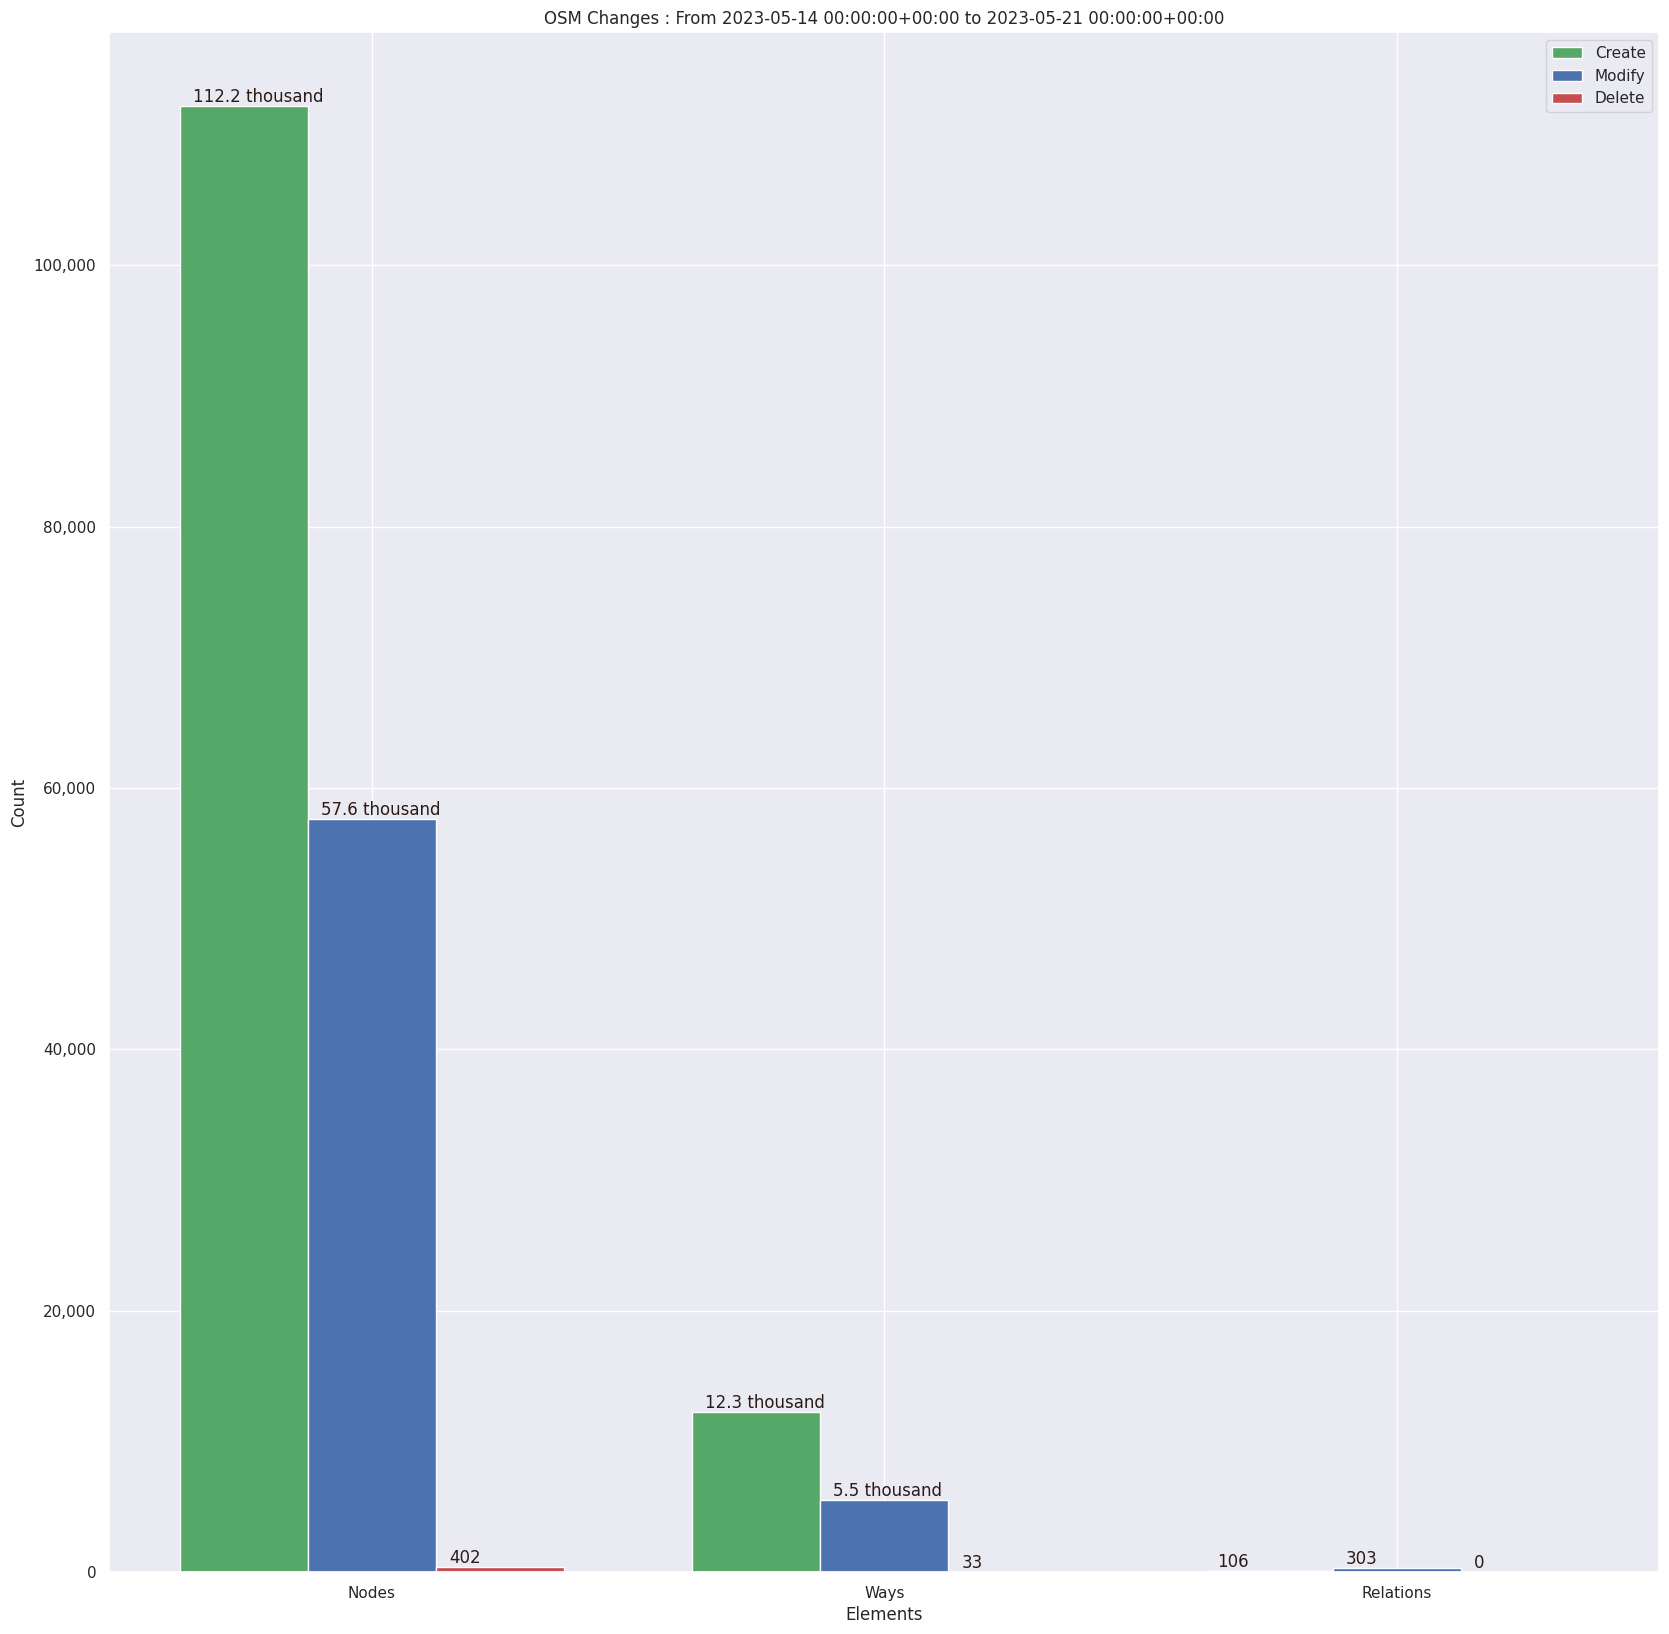 OSM Changes : From 2023-05-14 00:00:00+00:00 to 2023-05-21 00:00:00+00:00
Create
Modify
Delete
112.2 thousand
57.6 thousand
402
12.3 thousand
5.5 thousand
33
106
303
0
100,000
80,000
60,000
40,000
20,000
0
Count
Nodes
Ways
Relations
Elements